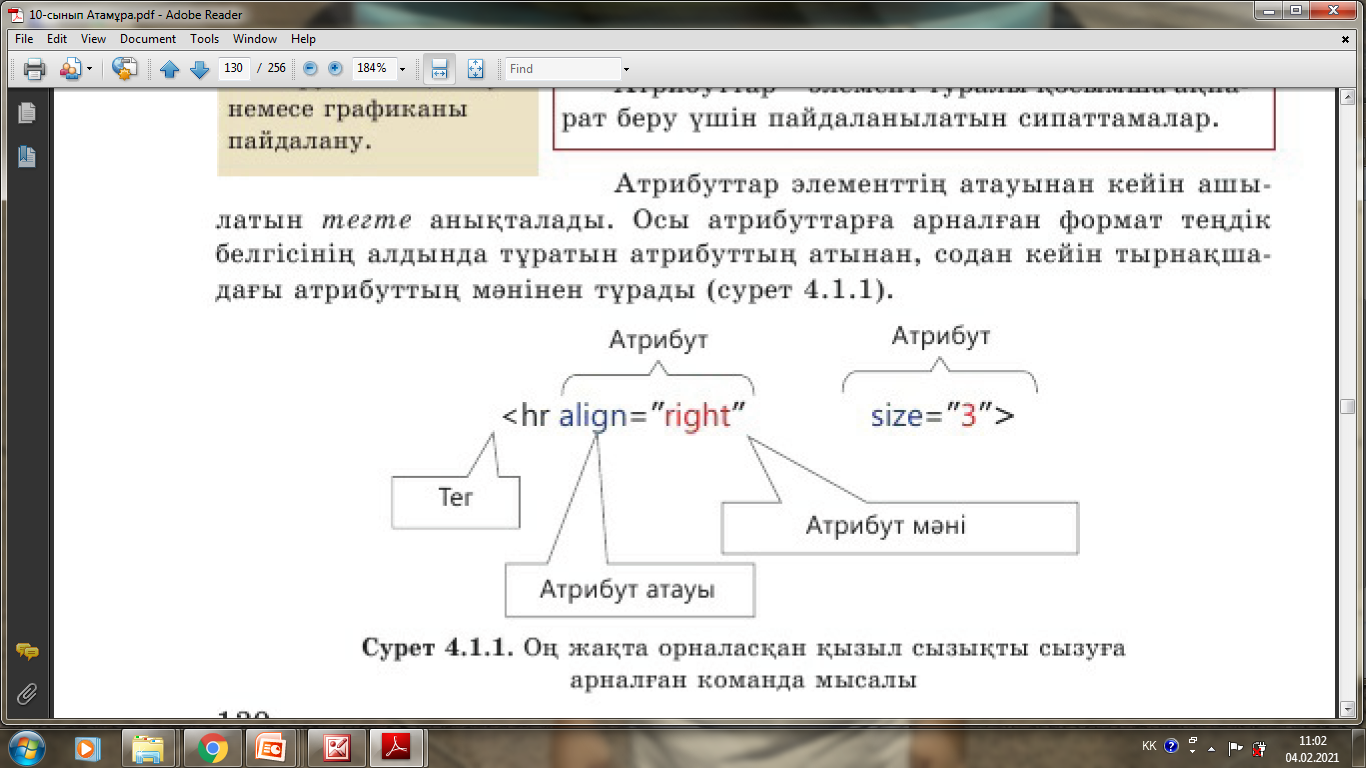 10-сынып Атамұра.pdf - Adobe Reader
File Edit View Document Tools Window Help
130 / 256 184% Find
немесе графиканы
пайдалану.
рат беру үшін пайдаланылатын сипаттамалар.
Атрибуттар элементтің атауынан кейін ашы-
латын тегте анықталады. Осы атрибуттарға арналған формат теңдік
белгісінің алдында тұратын атрибуттың атынан, содан кейін тырнақша-
дағы атрибуттың мәнінен тұрады (сурет 4.1.1).
Атрибут Атрибут
<hr align=”right” size=”3”>
Тег
Атрибут мәні
Атрибут атауы
Сурет 4.1.1. Оң жақта орналасқан қызыл сызықты сызуға
арналған команда мысалы
KK 11:02
04.02.2021